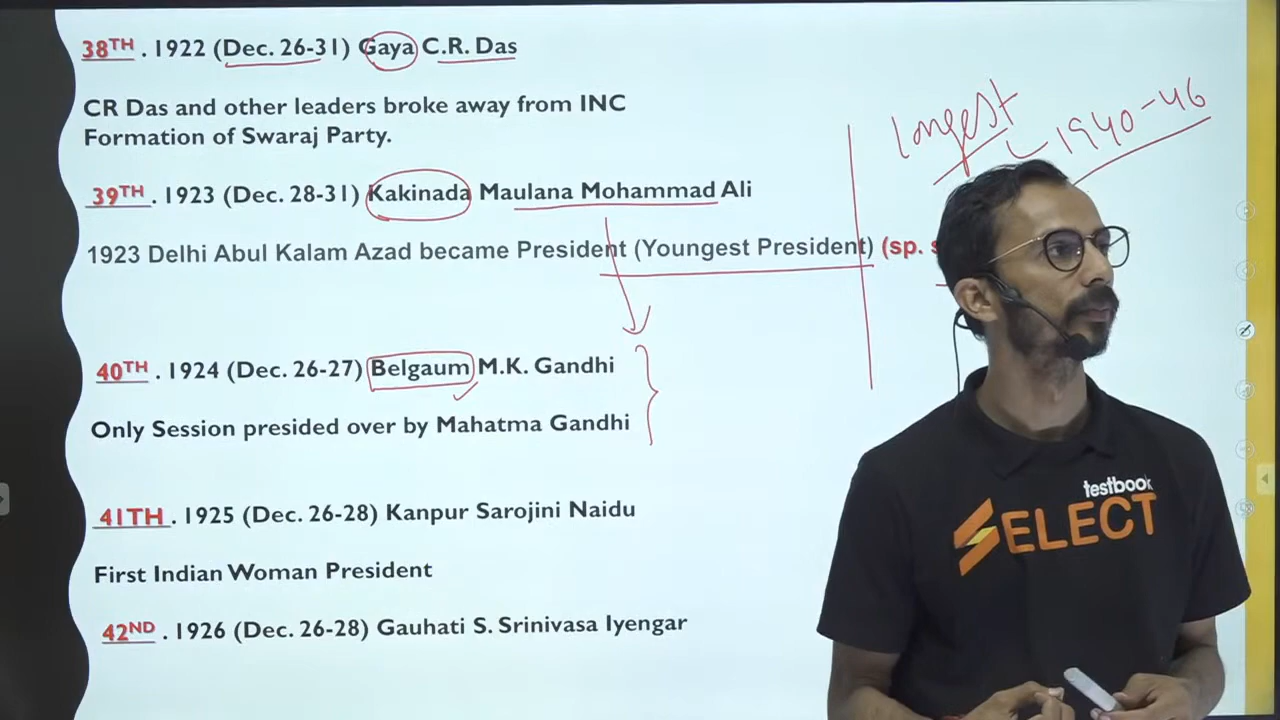 38TH . 1922 (Dec. 26-31) Gaya C.R. Das
CR Das and other leaders broke away from INC
Formation of Swaraj Party.
39TH . 1923 (Dec. 28-31) Kakinada Maulana Mohammad Ali
1923 Delhi Abul Kalam Azad became President (Youngest President) (sp.
40TH . 1924 (Dec. 26-27) Belgaum M.K. Gandhi
Only Session presided over by Mahatma Gandhi
41TH . 1925 (Dec. 26-28) Kanpur Sarojini Naidu
First Indian Woman President
42ND . 1926 (Dec. 26-28) Gauhati S. Srinivasa Iyengar
Longest
1940-46
testbook
SELECT